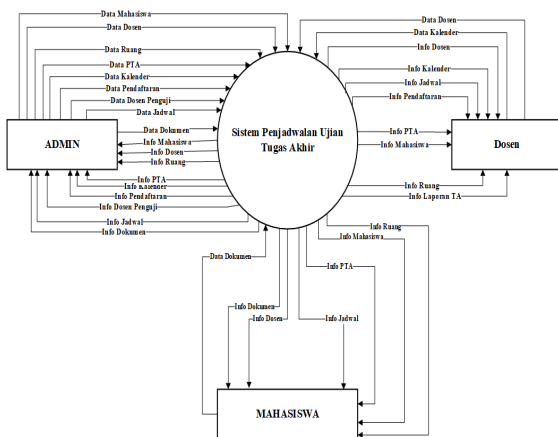 Data Mahasiswa
Data Dosen
Data Ruang
Data PTA
Data Kalender
Data Pendaftaran
Data Dosen Penguji
Data Jadwal
Data Dokumen
Info Mahasiswa
Info Dosen
Info Ruang
Info PTA
Info Kalender
Info Pendaftaran
Info Dosen Penguji
Info Jadwal
Info Dokumen
ADMIN
Sistem Penjadwalan Ujian
Tugas Akhir
Data Dosen
Data Kalender
Info Dosen
Info Kalender
Info Jadwal
Info Pendaftaran
Info PTA
Info Mahasiswa
Info Ruang
Info Laporan TA
Dosen
Data Dokumen
Info Dokumen
Info Dosen
Info Jadwal
Info PTA
Info Mahasiswa
Info Ruang
MAHASISWA